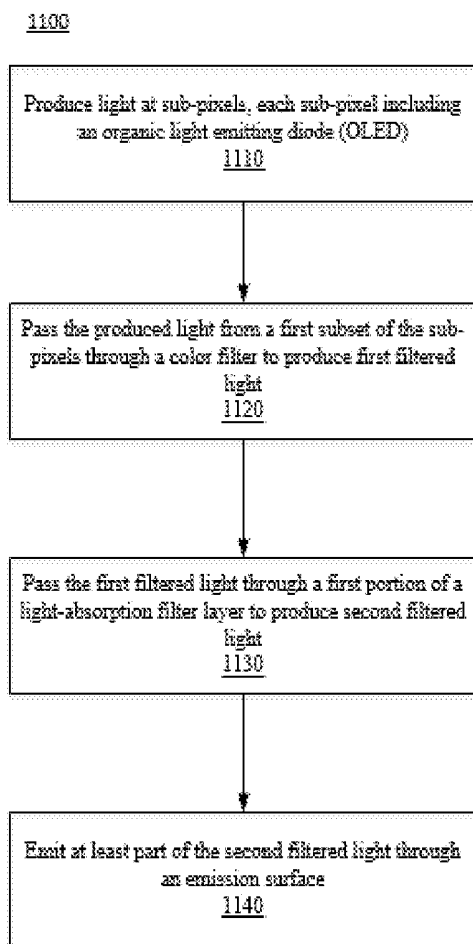 1100
Produce light at sub-pixels, each sub-pixel including
an organic light emitting diode (OLED)
1110
Pass the produced light from a first subset of the sub-
pixels through a color filter to produce first filtered
light
1120
Pass the first filtered light through a first portion of a
light-absorption filter layer to produce second filtered
light
1130
Emit at least part of the second filtered light through
an emission surface
1140